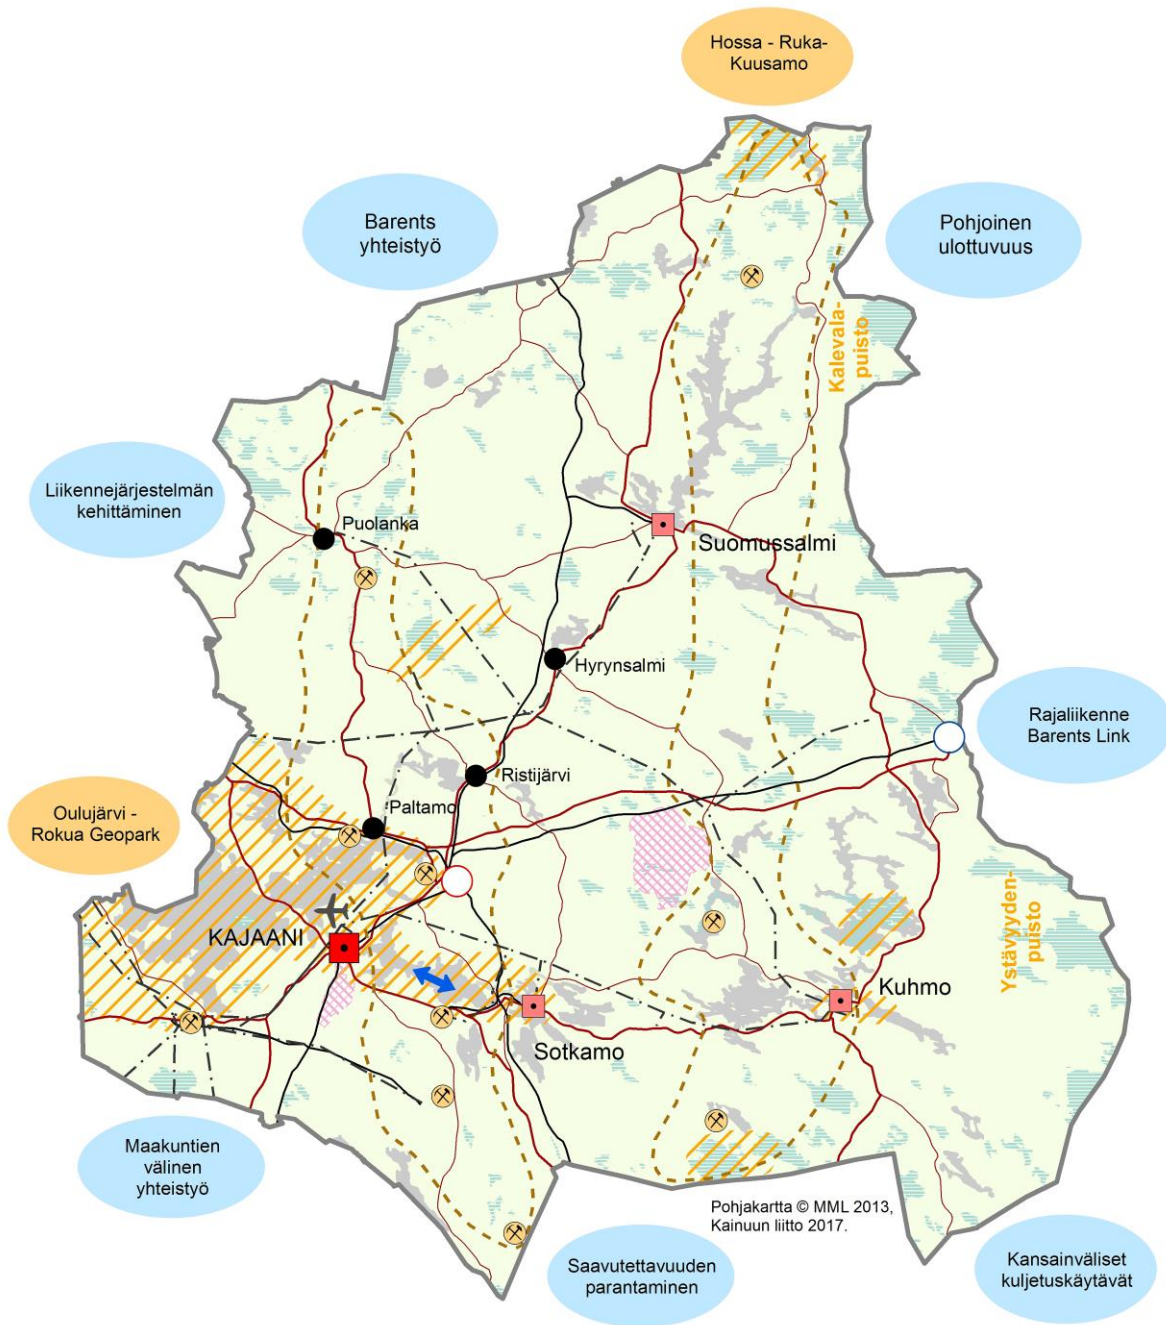 Hossa - Ruka-
Kuusamo
Barents
yhteistyö
Pohjoinen
ulottuvuus
Kalevala-
puisto
Liikennejärjestelmän
kehittäminen
Puolanka
Suomussalmi
Hyrynsalmi
Rajaliikenne
Barents Link
Ristijärvi
Paltamo
Oulujärvi -
Rokua Geopark
KAJAANI
Ystävyyden-
puisto
Kuhmo
Sotkamo
Maakuntien
välinen
yhteistyö
Pohjakartta © MML 2013,
Kainuun liitto 2017.
Saavutettavuuden
parantaminen
Kansainväliset
kuljetuskäytävät